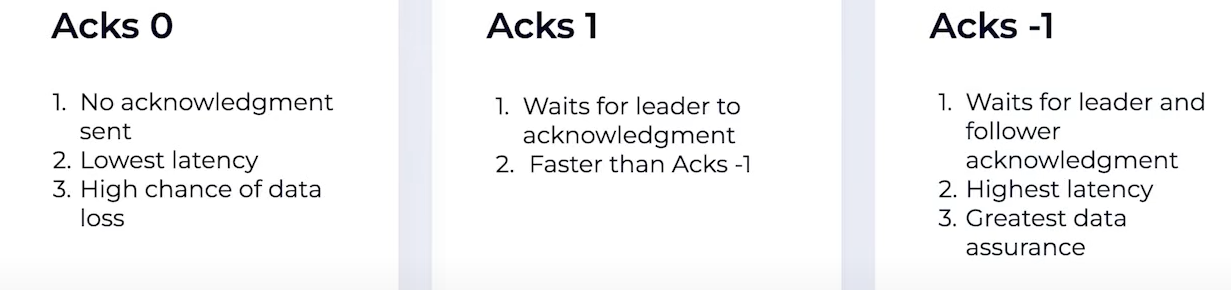 Acks 0
1. No acknowledgment
sent
2. Lowest latency
3. High chance of data
loss
Acks 1
1. Waits for leader to
acknowledgment
2. Faster than Acks -1
Acks -1
1. Waits for leader and
follower
acknowledgment
2. Highest latency
3. Greatest data
assurance